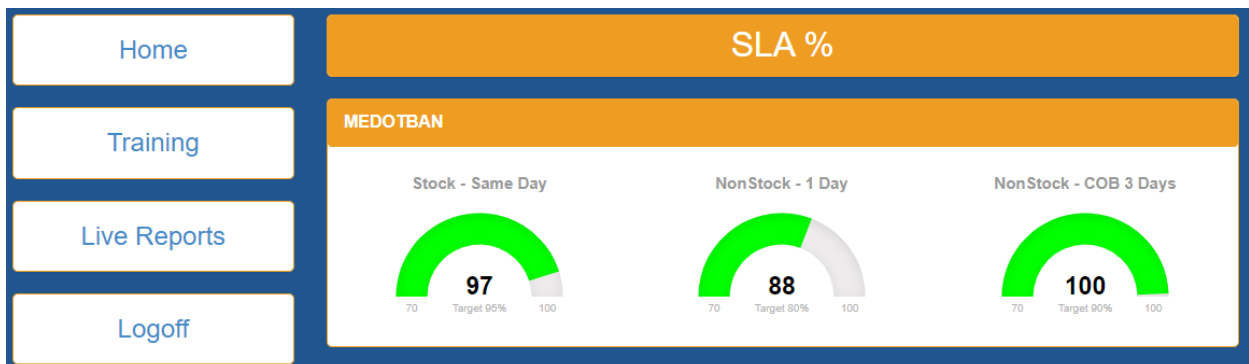 Home
Training
Live Reports
Logoff
SLA %
MEDOTBAN
Stock - Same Day
97
70 Target 95% 100
NonStock - 1 Day
88
70 Target 80% 100
NonStock - COB 3 Days
100
70 Target 90% 100